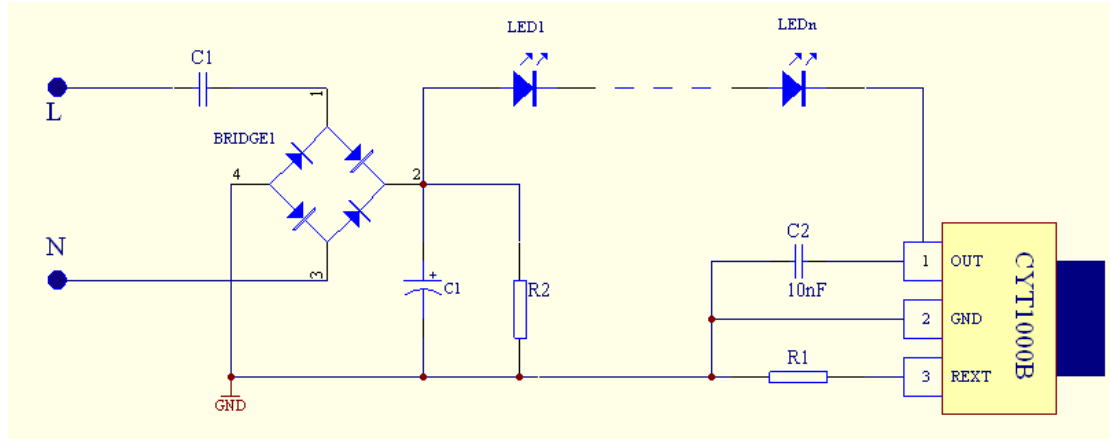 LED1
LEDn
C1
L
1
BRIDGE1
4
2
N
3
C1
R2
C2
10nF
1 OUT
2 GND
3 REXT
CYT1000B
R1
GND
+